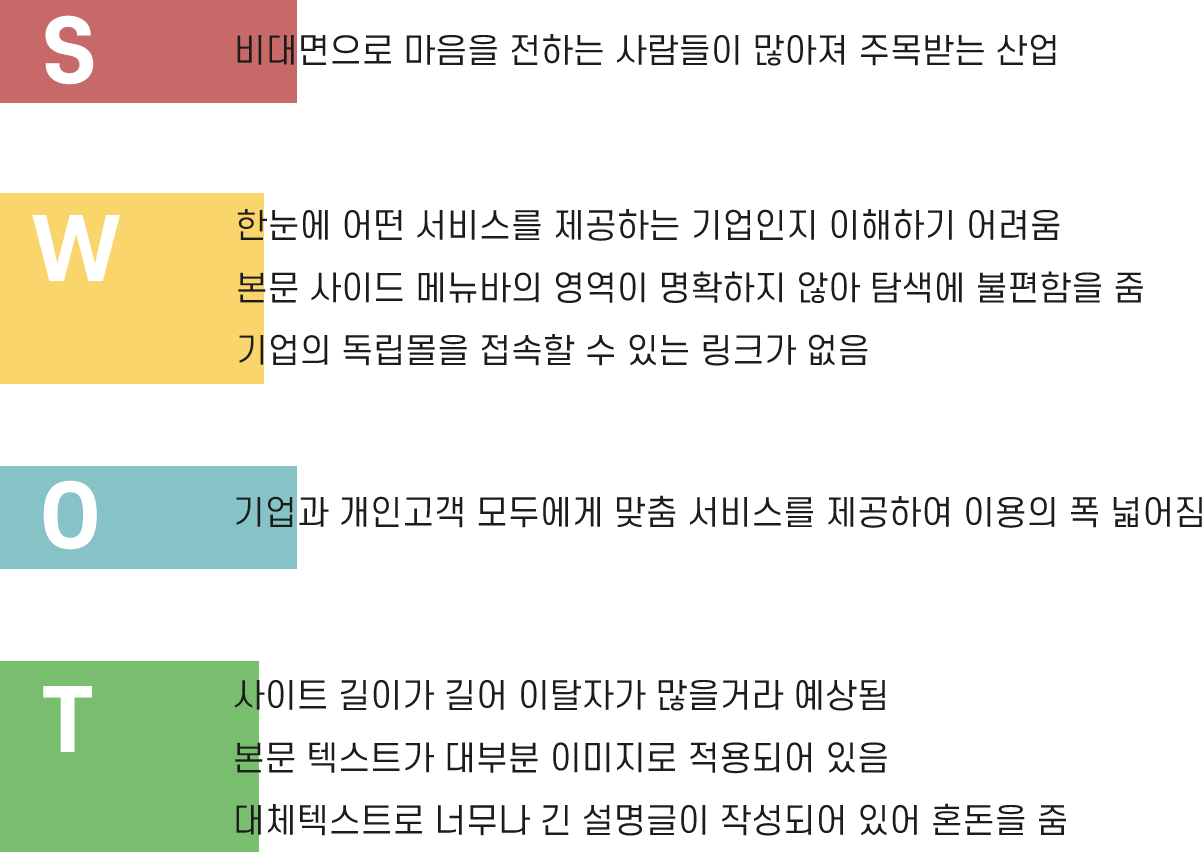 S
비대면으로 마음을 전하는 사람들이 많아져 주목받는 산업
W
한눈에 어떤 서비스를 제공하는 기업인지 이해하기 어려움
본문 사이드 메뉴바의 영역이 명확하지 않아 탐색에 불편함을 줌
기업의 독립몰을 접속할 수 있는 링크가 없음
O
기업과 개인고객 모두에게 맞춤 서비스를 제공하여 이용의 폭 넓어짐
T
사이트 길이가 길어 이탈자가 많을거라 예상됨
본문 텍스트가 대부분 이미지로 적용되어 있음
대체텍스트로 너무나 긴 설명글이 작성되어 있어 혼돈을 줌